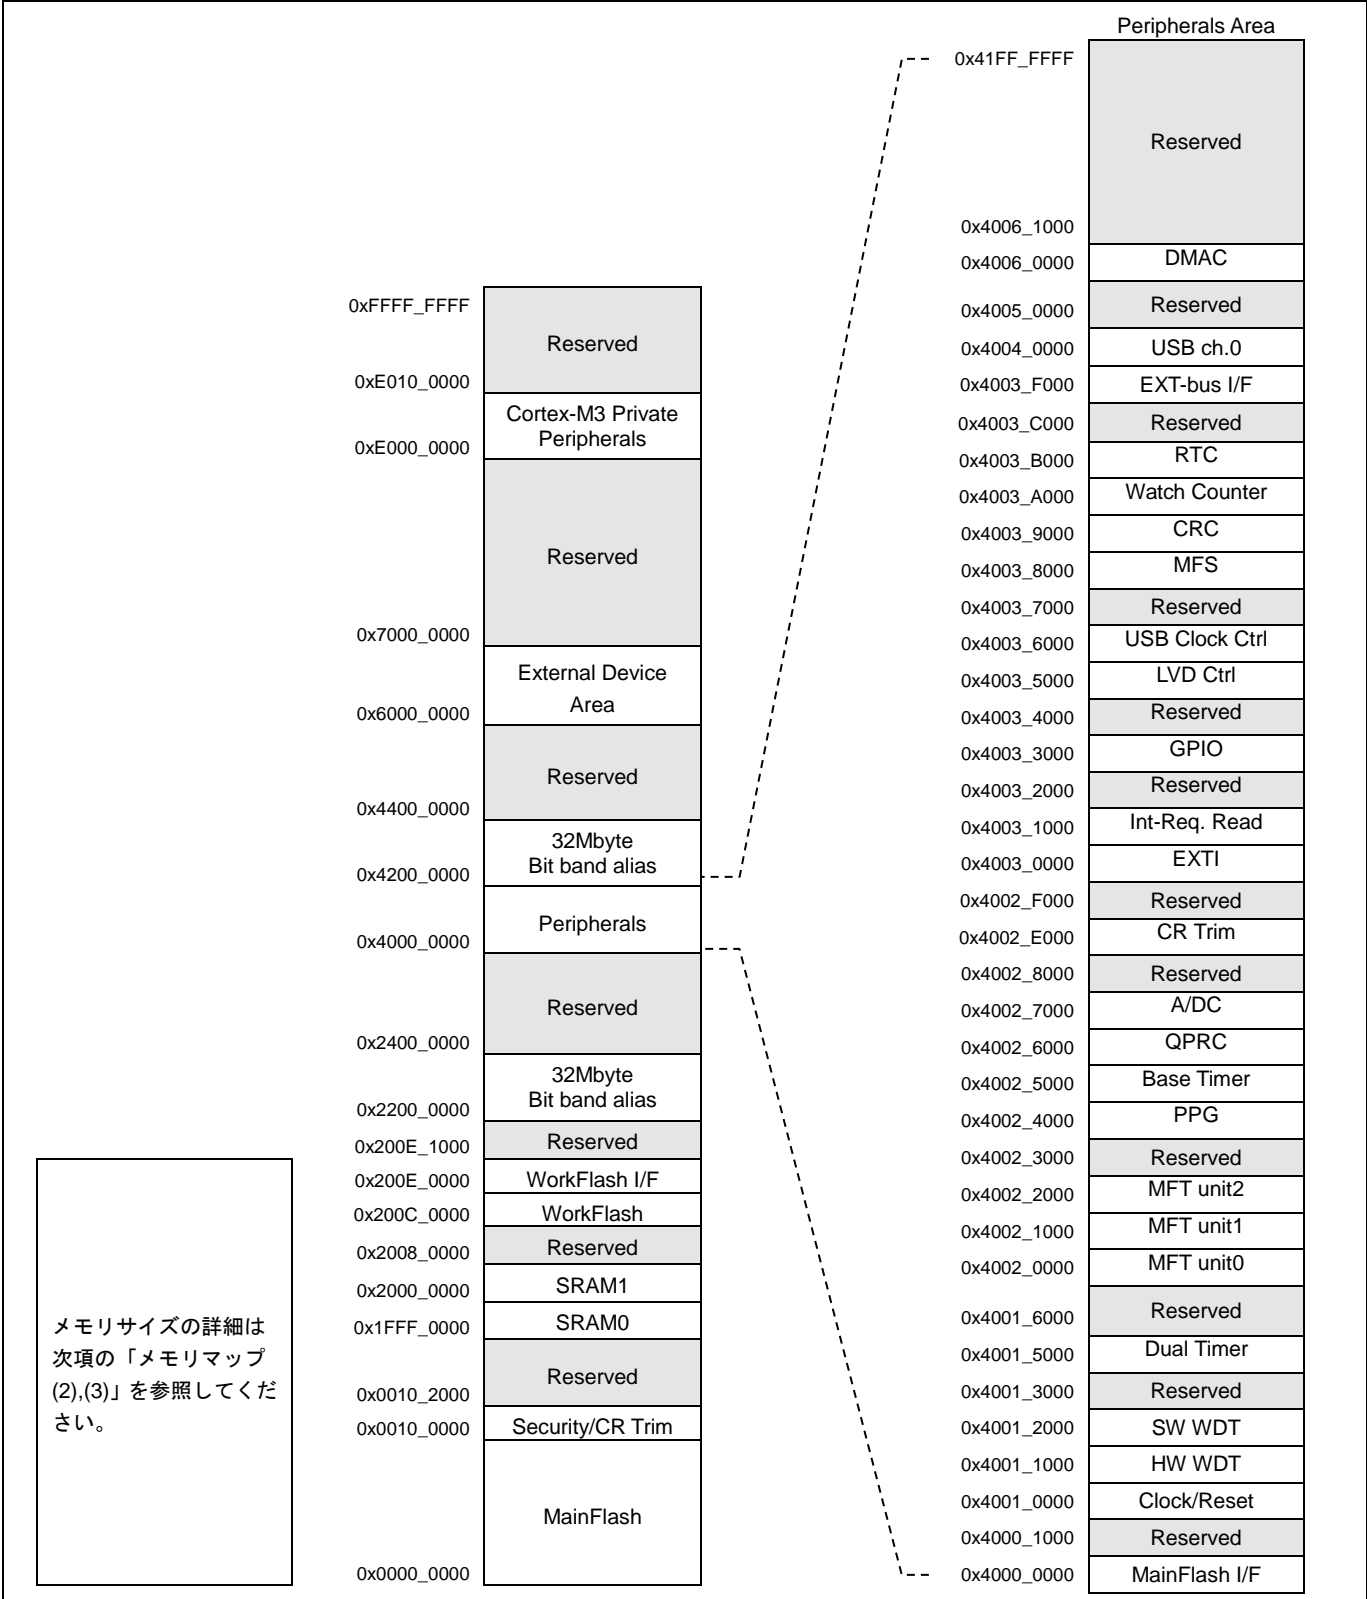 Peripherals Area
0x41FF_FFFF
Reserved
0x4006_1000
0x4006_0000
DMAC
0x4005_0000
Reserved
0x4004_0000
USB ch.0
0x4003_F000
EXT-bus I/F
0x4003_C000
Reserved
0x4003_B000
RTC
0x4003_A000
Watch Counter
0x4003_9000
CRC
0x4003_8000
MFS
0x4003_7000
Reserved
0x4003_6000
USB Clock Ctrl
0x4003_5000
LVD Ctrl
0x4003_4000
Reserved
0x4003_3000
GPIO
0x4003_2000
Reserved
0x4003_1000
Int-Req. Read
0x4003_0000
EXTI
0x4002_F000
Reserved
0x4002_E000
CR Trim
0x4002_8000
Reserved
0x4002_7000
A/DC
0x4002_6000
QPRC
0x4002_5000
Base Timer
0x4002_4000
PPG
0x4002_3000
Reserved
0x4002_2000
MFT unit2
0x4002_1000
MFT unit1
0x4002_0000
MFT unit0
0x4001_6000
Reserved
0x4001_5000
Dual Timer
0x4001_3000
Reserved
0x4001_2000
SW WDT
0x4001_1000
HW WDT
0x4001_0000
Clock/Reset
0x4000_1000
Reserved
0x4000_0000
MainFlash I/F
0xFFFF_FFFF
Reserved
0xE010_0000
Cortex-M3 Private
Peripherals
0xE000_0000
Reserved
0x7000_0000
External Device
Area
0x6000_0000
Reserved
0x4400_0000
32Mbyte
Bit band alias
0x4200_0000
Peripherals
0x4000_0000
Reserved
0x2400_0000
32Mbyte
Bit band alias
0x2200_0000
Reserved
0x200E_1000
0x200E_0000
WorkFlash I/F
0x200C_0000
WorkFlash
0x2008_0000
Reserved
0x2000_0000
SRAM1
0x1FFF_0000
SRAM0
Reserved
0x0010_2000
0x0010_0000
Security/CR Trim
MainFlash
0x0000_0000
メモリサイズの詳細は
次項の「メモリマップ
(2),(3)」を参照してくだ
さい。